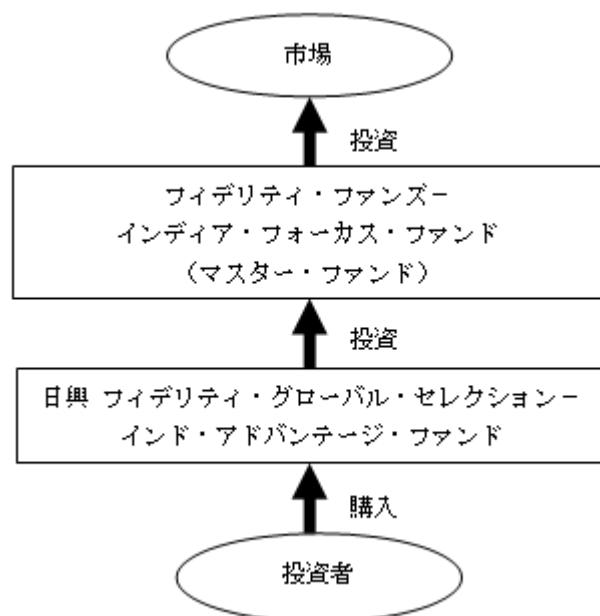 市場
投資
フィデリティ・ファンズ－
インディア・フォーカス・ファンド
（マスター・ファンド）
投資
日興 フィデリティ・グローバル・セレクション－
インド・アドバンテージ・ファンド
購入
投資者